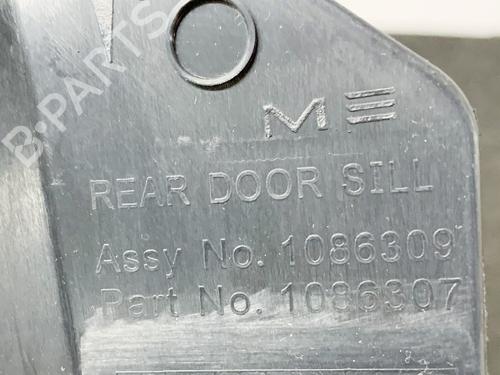 B-PARTS
ME
REAR DOOR SILL
Assy No. 1086309
Part No. 1086307